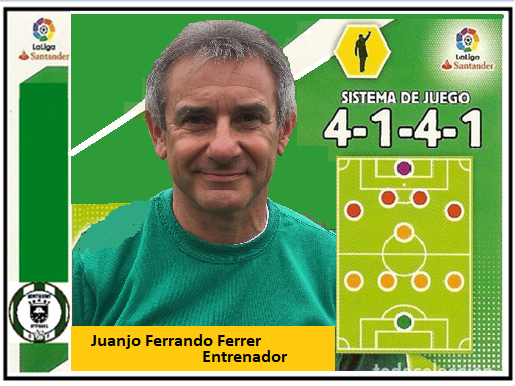 LaLiga
Santander
LaLiga
Santander
SISTEMA DE JUEGO
4-1-4-1
Juanjo Ferrando Ferrer
Entrenador